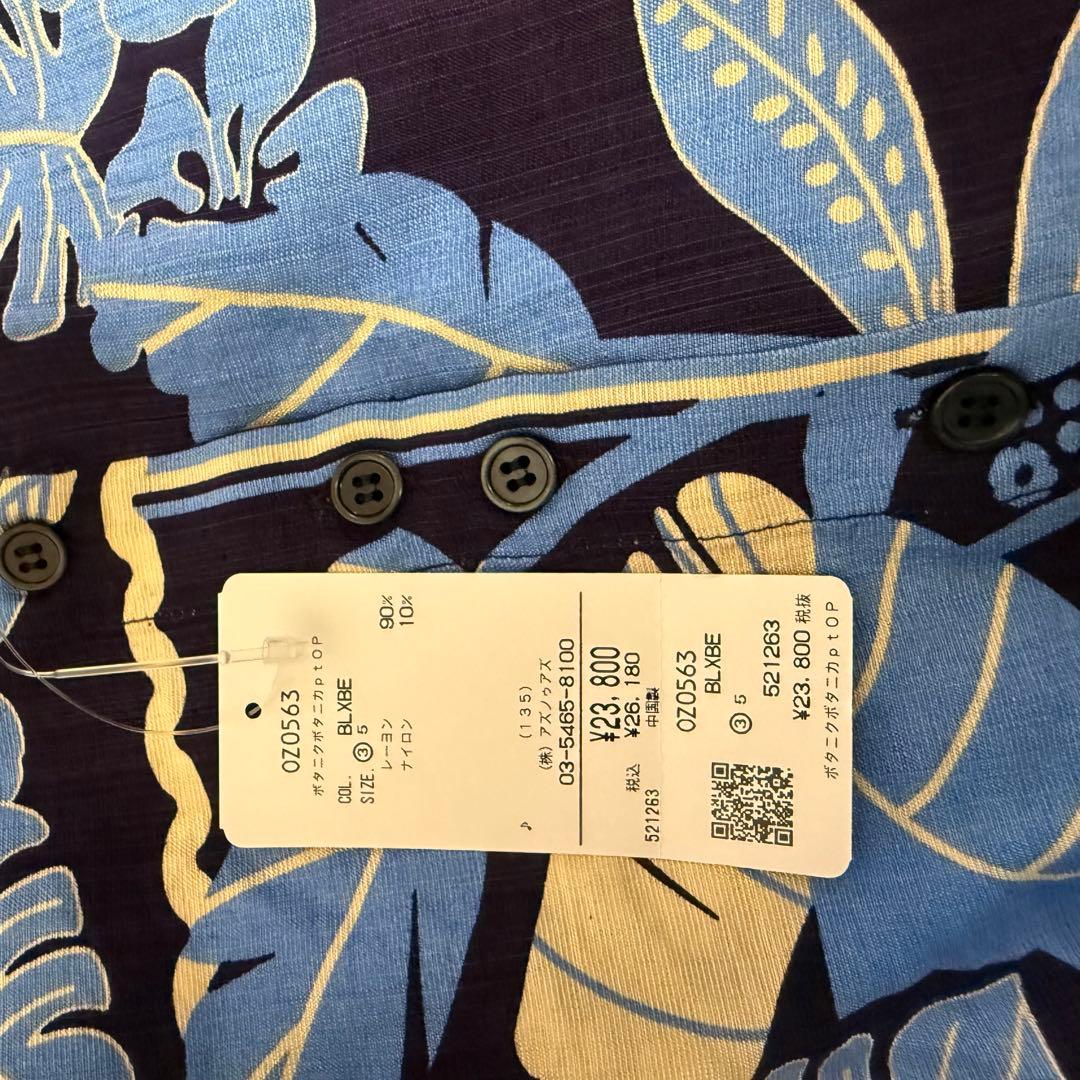 OZ0563
ボタニクボタニカptOP
COL. BLXBE
SIZE. ③ 5
レーヨン 90%
ナイロン 10%
(135)
(株)アズノゥアズ
03-5465-8100
¥23,800
税込 ¥26,180
521263 中国製
OZ0563
BLXBE
③ 5
521263
¥23,800 税抜
ボタニクボタニカptOP